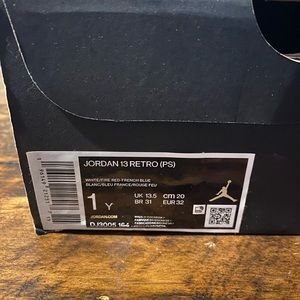 JORDAN 13 RETRO (PS)
WHITE/FIRE RED-FRENCH BLUE
BLANC/BLEU FRANCE/ROUGE FEU
1 Y
UK 13.5 CM 20
BR 31 EUR 32
JORDAN.COM
DJ3005 164